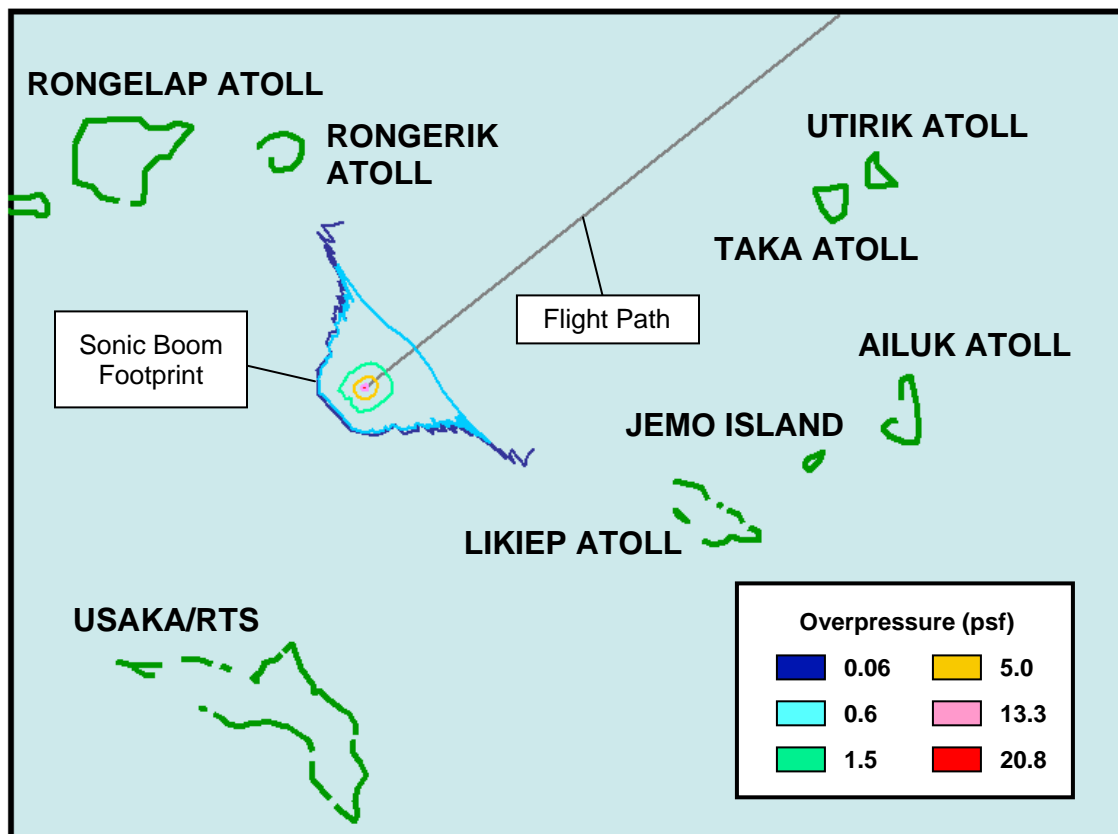 RONGELAP ATOLL
RONGERIK
ATOLL
UTIRIK ATOLL
TAKA ATOLL
Flight Path
Sonic Boom
Footprint
AILUK ATOLL
JEMO ISLAND
LIKIEP ATOLL
USAKA/RTS
Overpressure (psf)
0.06
5.0
0.6
13.3
1.5
20.8